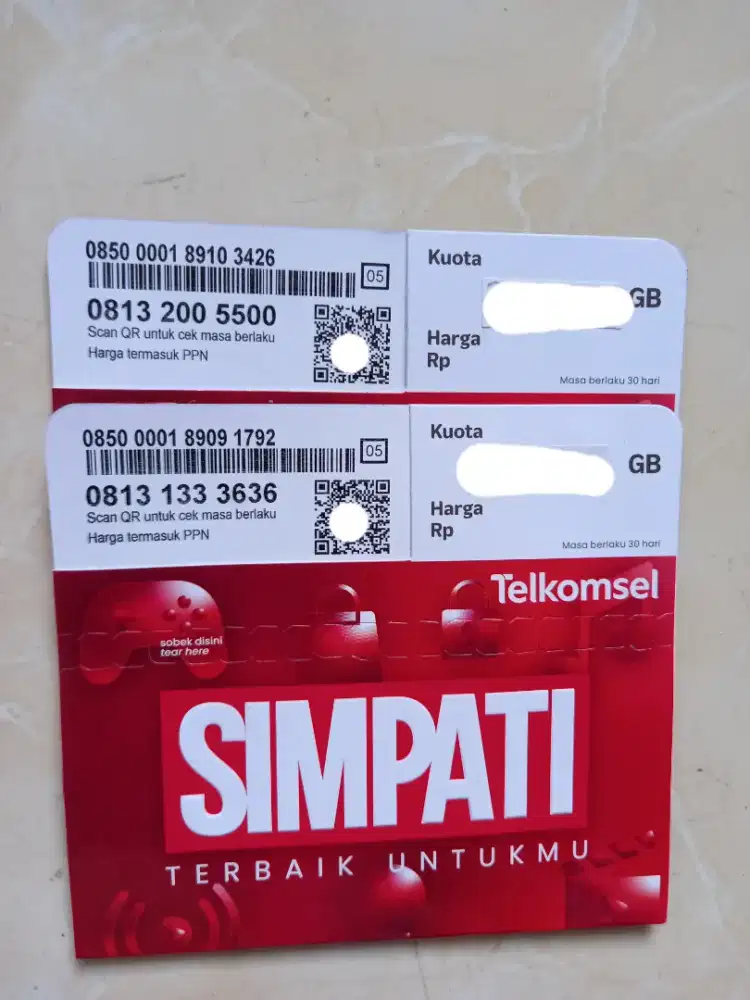 0850 0001 8910 3426
05
0813 200 5500
Scan QR untuk cek masa berlaku
Harga termasuk PPN
Kuota
GB
Harga
Rp
Masa berlaku 30 hari
0850 0001 8909 1792
05
0813 133 3636
Scan QR untuk cek masa berlaku
Harga termasuk PPN
Kuota
GB
Harga
Rp
Masa berlaku 30 hari
Telkomsel
sobek disini
tear here
SIMPATI
TERBAIK UNTUKMU